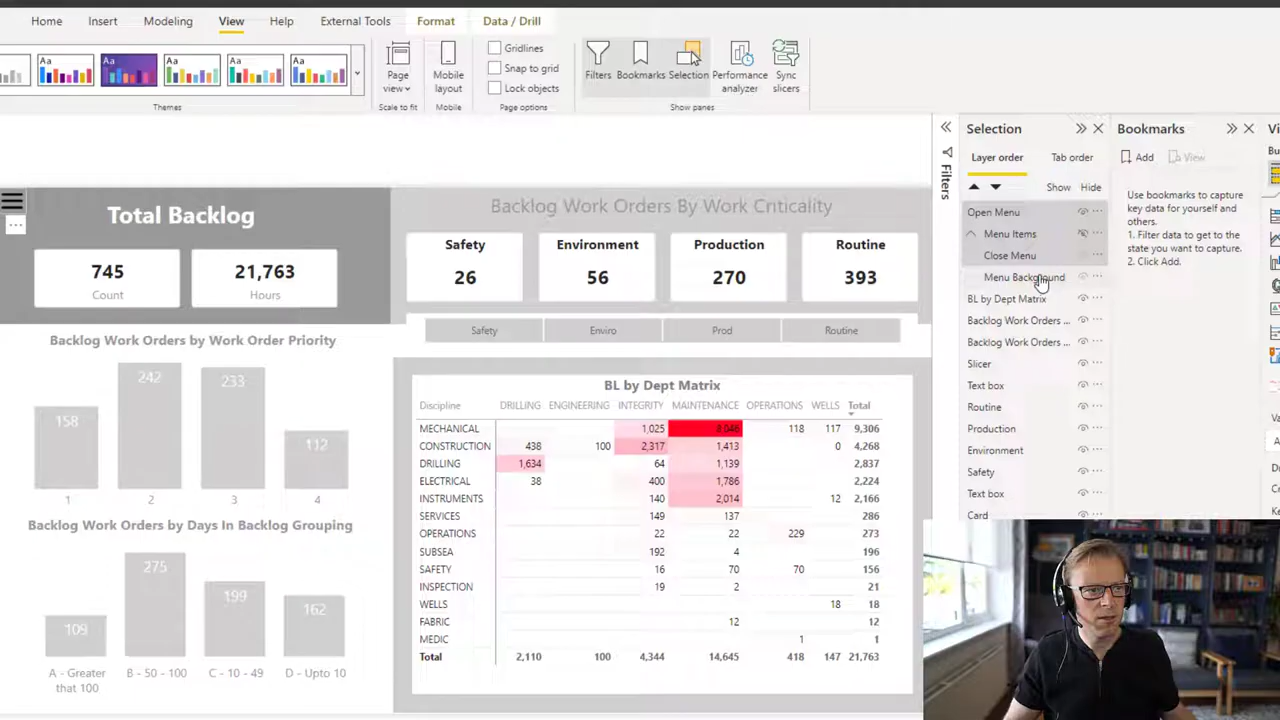 Home Insert Modeling View Help External Tools Format Data / Drill
Aa Aa Aa Aa Aa
Page view
Mobile layout
Gridlines
Snap to grid
Lock objects
Filters Bookmarks Selection Performance analyzer Sync slicers
Themes Scale to fit Mobile Page options Show panes
Total Backlog
745
Count
21,763
Hours
Backlog Work Orders By Work Criticality
Safety Environment Production Routine
26 56 270 393
Safety Enviro Prod Routine
Backlog Work Orders by Work Order Priority
158 242 233 112
1 2 3 4
Backlog Work Orders by Days In Backlog Grouping
109 275 199 162
A - Greater that 100 B - 50 - 100 C - 10 - 49 D - Upto 10
BL by Dept Matrix
Discipline DRILLING ENGINEERING INTEGRITY MAINTENANCE OPERATIONS WELLS Total
MECHANICAL 1,025 8,046 118 117 9,306
CONSTRUCTION 438 100 2,317 1,413 0 4,268
DRILLING 1,634 64 1,139 2,837
ELECTRICAL 38 400 1,786 2,224
INSTRUMENTS 140 2,014 12 2,166
SERVICES 149 137 286
OPERATIONS 22 22 229 273
SUBSEA 192 4 196
SAFETY 16 70 70 156
INSPECTION 19 2 21
WELLS 18 18
FABRIC 12 12
MEDIC 1 1
Total 2,110 100 4,344 14,645 418 147 21,763
Filters
Selection
Layer order Tab order
Show Hide
Open Menu
Menu Items
Close Menu
Menu Background
BL by Dept Matrix
Backlog Work Orders ...
Backlog Work Orders ...
Slicer
Text box
Routine
Production
Environment
Safety
Text box
Card
Bookmarks
Add View
Use bookmarks to capture
key data for yourself and
others.
1. Filter data to get to the
state you want to capture.
2. Click Add.